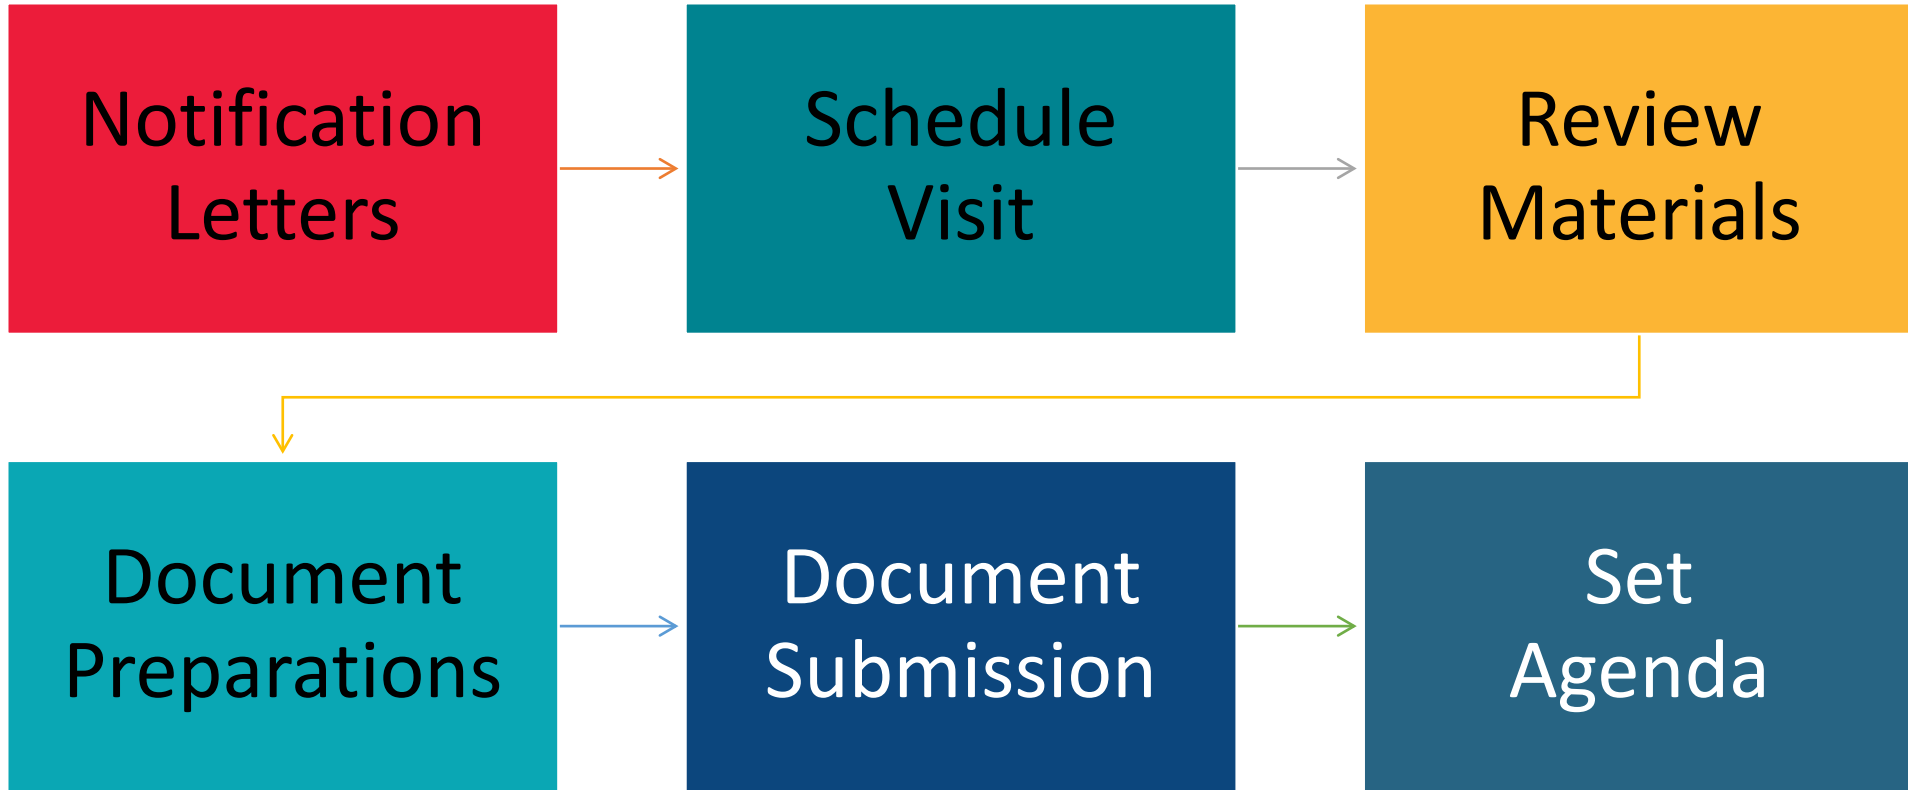 Notification
Letters
Schedule
Visit
Review
Materials
Document
Preparations
Document
Submission
Set
Agenda